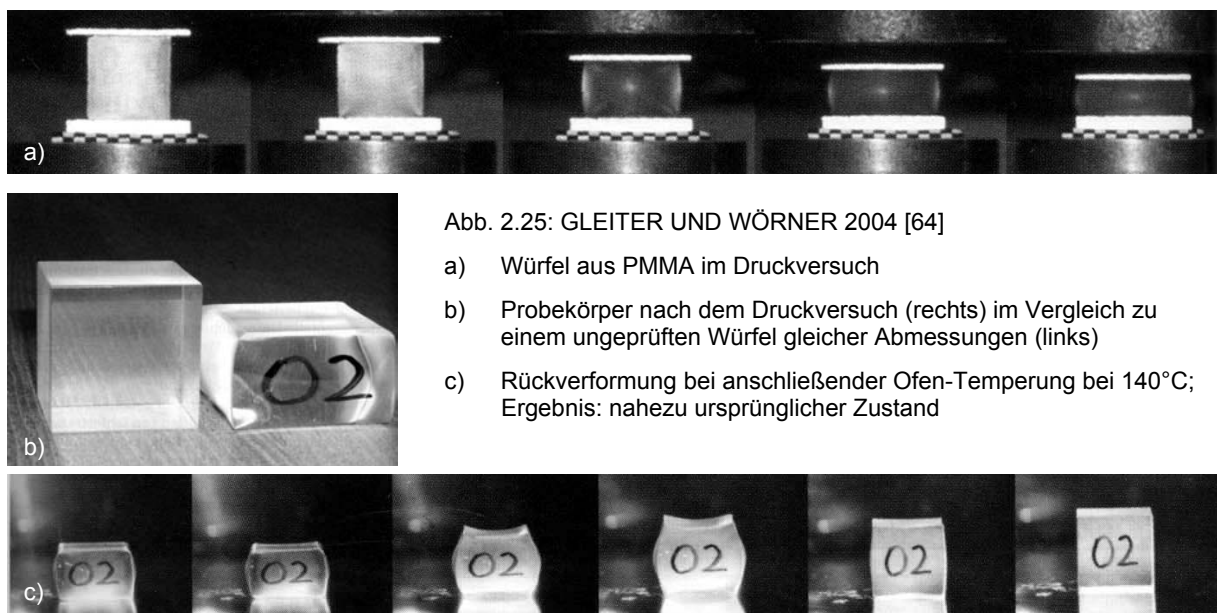 a)
Abb. 2.25: GLEITER UND WÖRNER 2004 [64]
a) Würfel aus PMMA im Druckversuch
b) Probekörper nach dem Druckversuch (rechts) im Vergleich zu
einem ungeprüften Würfel gleicher Abmessungen (links)
c) Rückverformung bei anschließender Ofen-Temperung bei 140°C;
Ergebnis: nahezu ursprünglicher Zustand
02
b)
02
02
02
02
02
02
c)